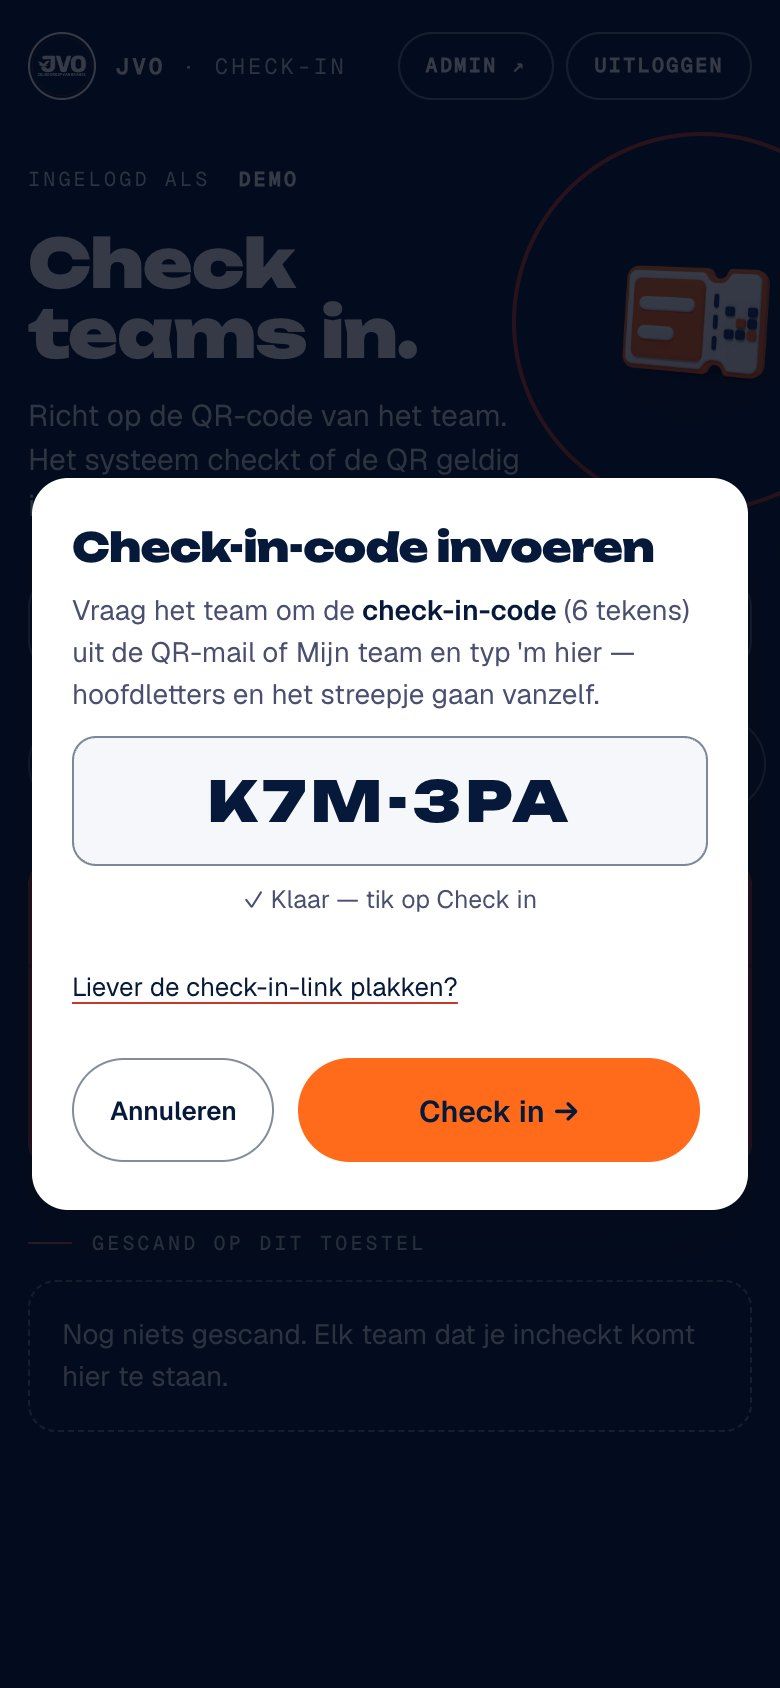 JVO
JVO · CHECK-IN
ADMIN ↗
UITLOGGEN
INGELOGD ALS DEMO
Check
teams in.
Richt op de QR-code van het team.
Het systeem checkt of de QR geldig
Check-in-code invoeren
Vraag het team om de check-in-code (6 tekens)
uit de QR-mail of Mijn team en typ 'm hier —
hoofdletters en het streepje gaan vanzelf.
K7M-3PA
✓ Klaar — tik op Check in
Liever de check-in-link plakken?
Annuleren
Check in →
GESCAND OP DIT TOESTEL
Nog niets gescand. Elk team dat je incheckt komt
hier te staan.